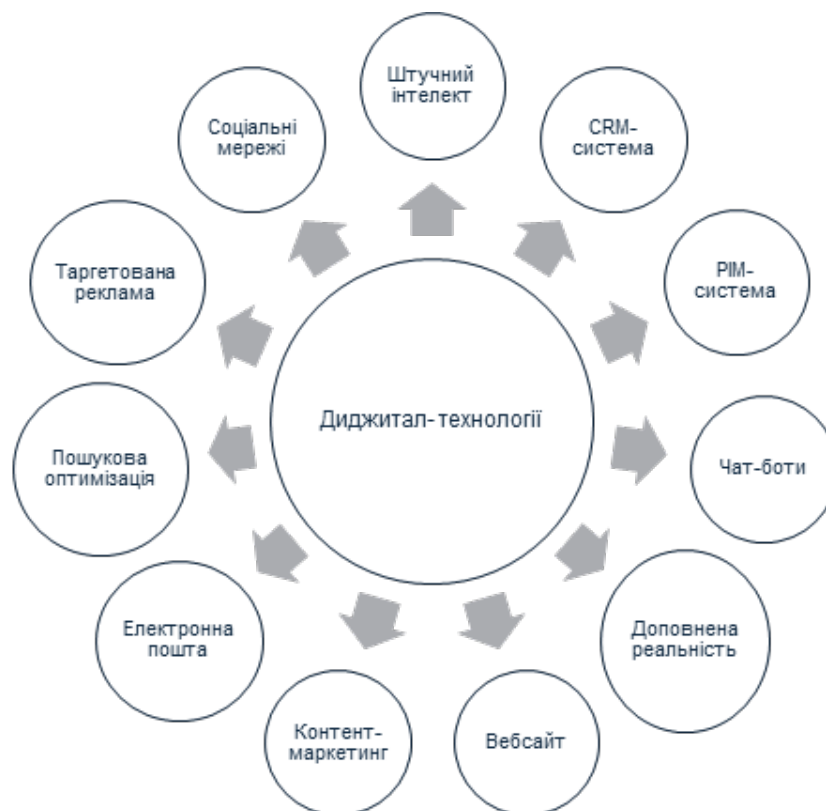 Штучний
інтелект
CRM-
система
PIM-
система
Чат-боти
Доповнена
реальність
Вебсайт
Контент-
маркетинг
Електронна
пошта
Пошукова
оптимізація
Таргетована
реклама
Соціальні
мережі
Диджитал-технології